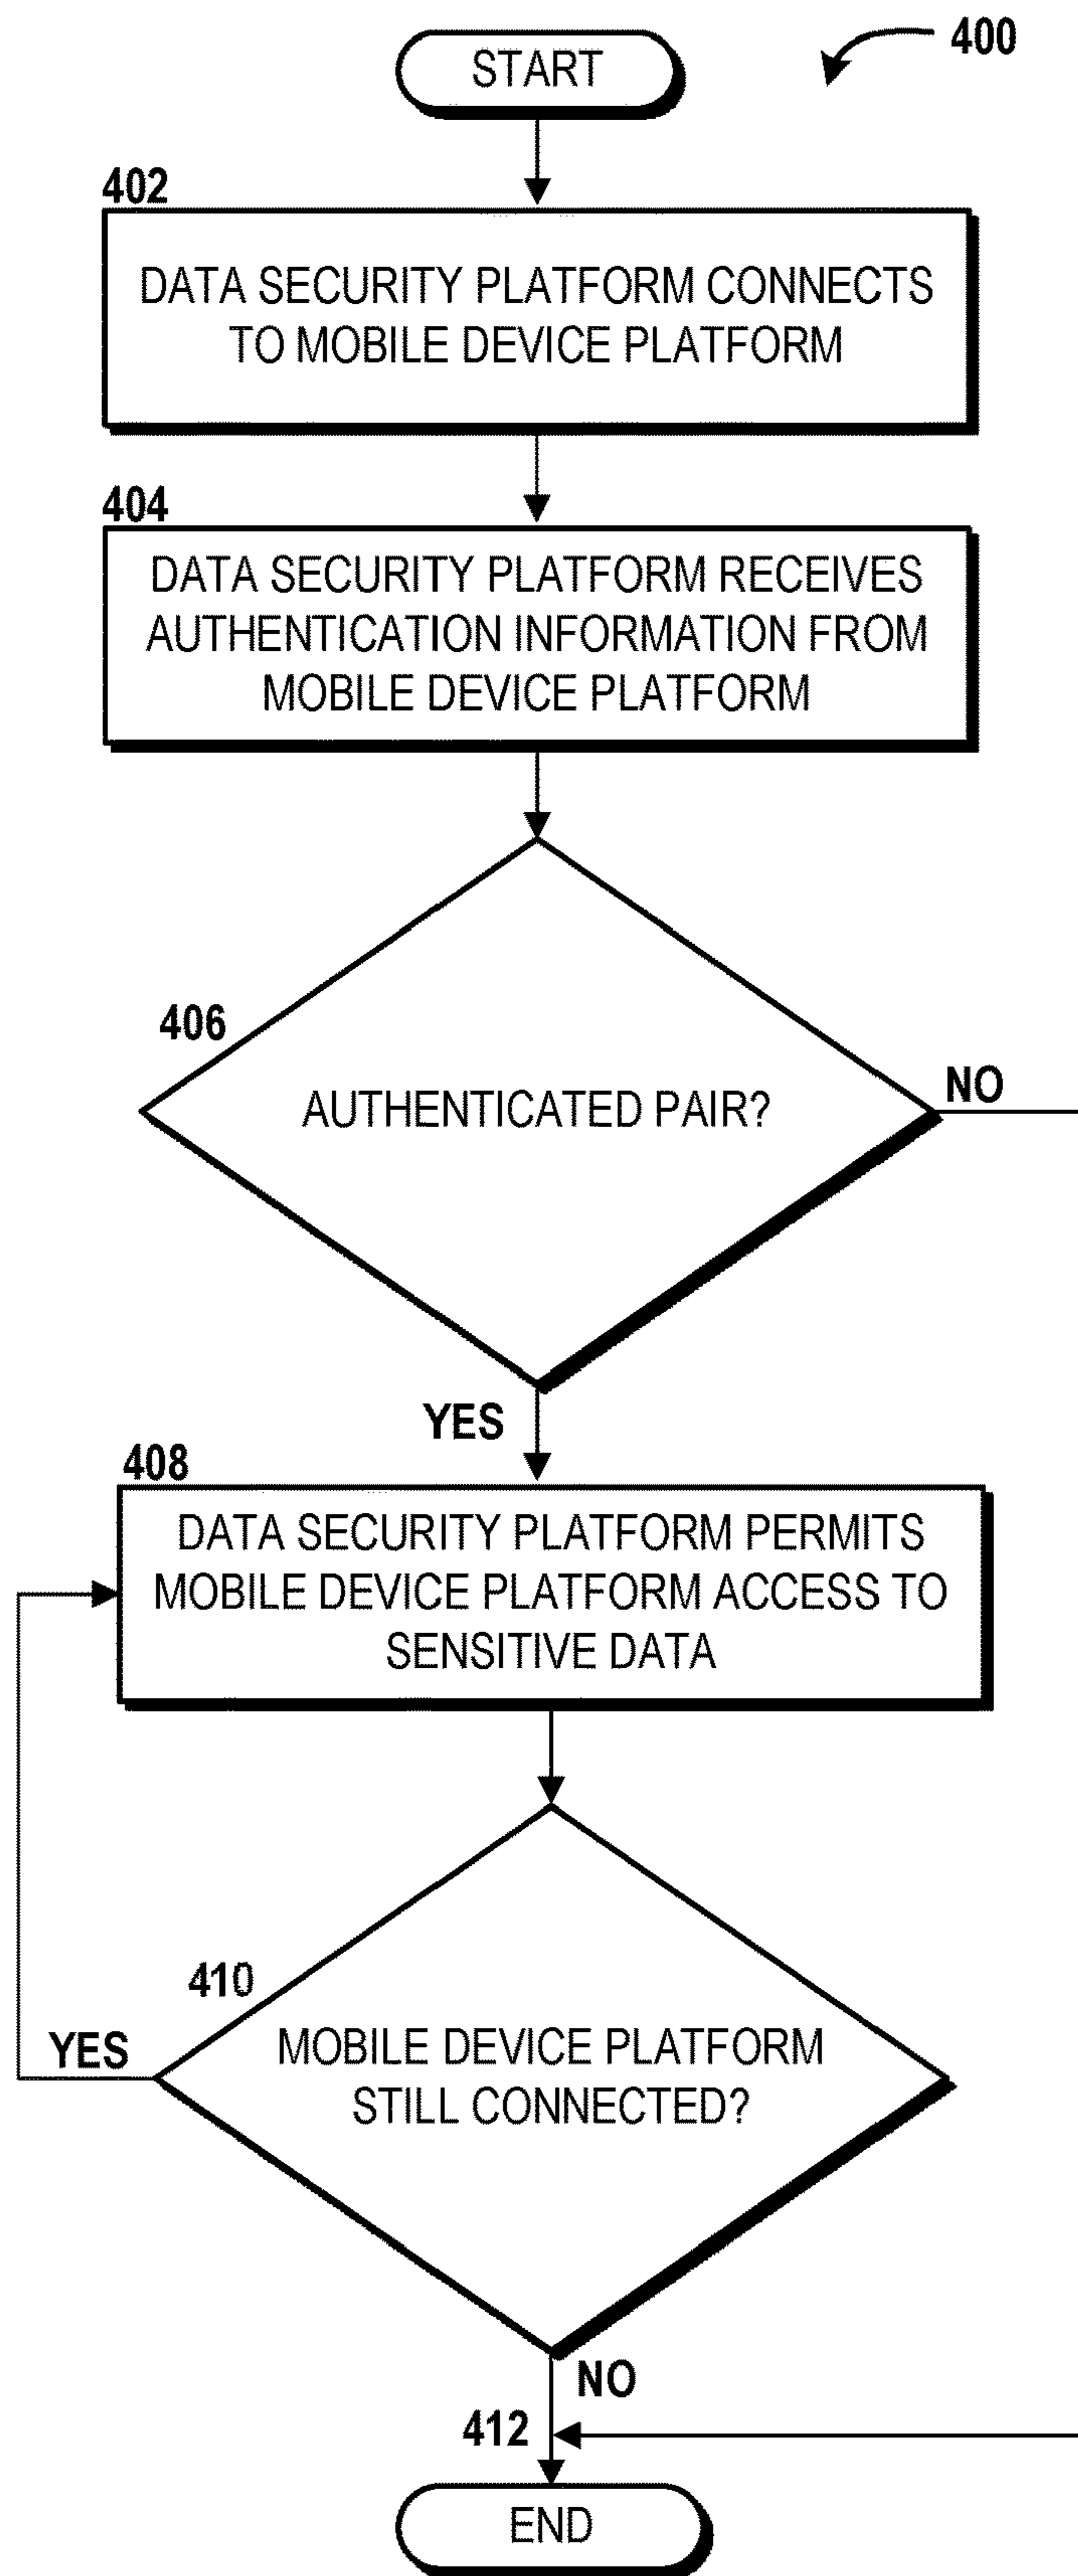 400
START
402
DATA SECURITY PLATFORM CONNECTS
TO MOBILE DEVICE PLATFORM
404
DATA SECURITY PLATFORM RECEIVES
AUTHENTICATION INFORMATION FROM
MOBILE DEVICE PLATFORM
406
AUTHENTICATED PAIR?
NO
YES
408
DATA SECURITY PLATFORM PERMITS
MOBILE DEVICE PLATFORM ACCESS TO
SENSITIVE DATA
410
YES
MOBILE DEVICE PLATFORM
STILL CONNECTED?
NO
412
END